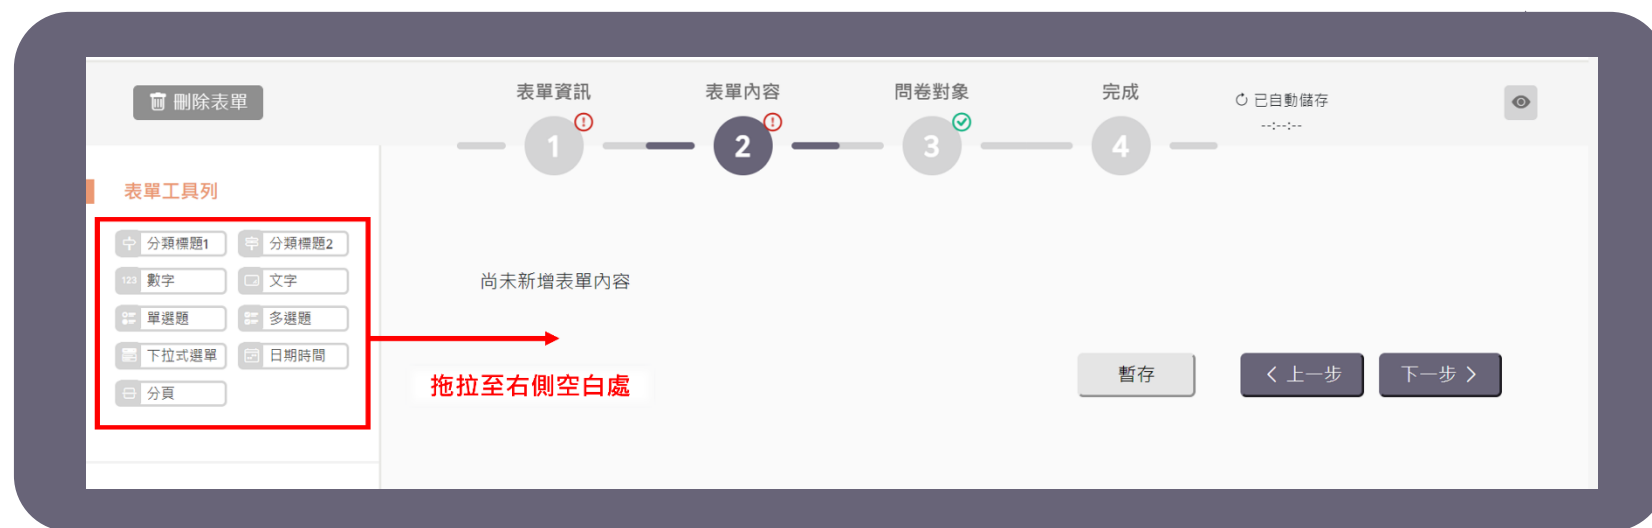 刪除表單
表單資訊
表單內容
問卷對象
完成
已自動儲存
--:--:--
1
2
3
4
表單工具列
分類標題1
分類標題2
123 數字
文字
單選題
多選題
下拉式選單
日期時間
分頁
尚未新增表單內容
拖拉至右側空白處
暫存
上一步
下一步